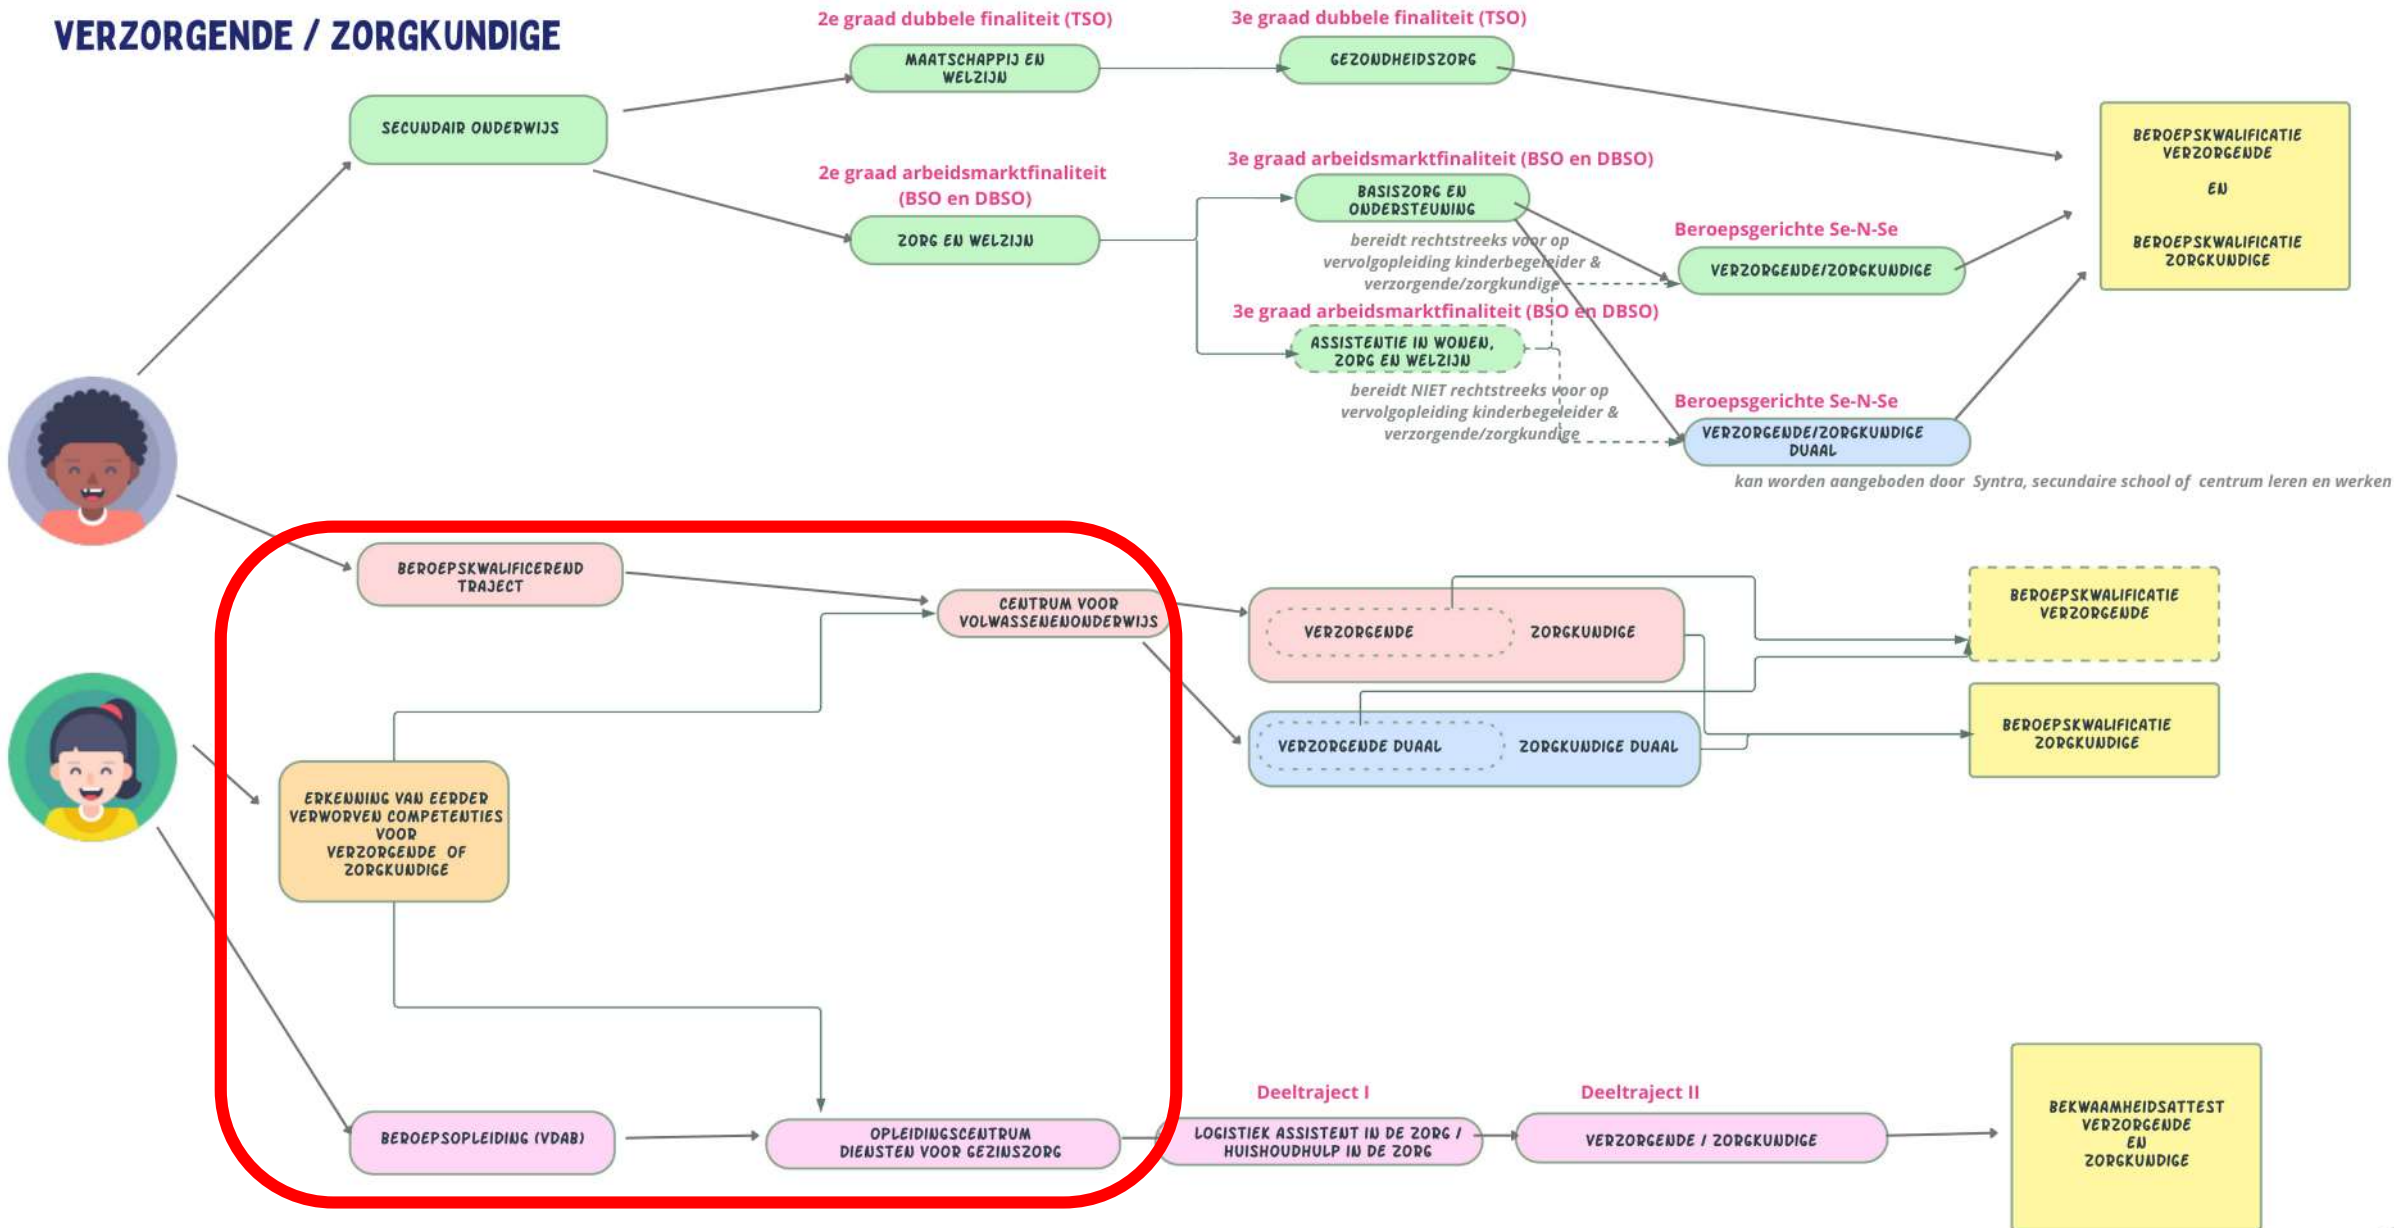 VERZORGENDE / ZORGKUNDIGE
2e graad dubbele finaliteit (TSO)
3e graad dubbele finaliteit (TSO)
MAATSCHAPPIJ EN
WELZIJN
GEZONDHEIDSZORG
SECUNDAIR ONDERWIJS
2e graad arbeidsmarktfinaliteit
(BSO en DBSO)
ZORG EN WELZIJN
3e graad arbeidsmarktfinaliteit (BSO en DBSO)
BASISZORG EN
ONDERSTEUNING
bereidt rechtstreeks voor op
vervolgopleiding kinderbegeleider &
verzorgende/zorgkundige
3e graad arbeidsmarktfinaliteit (BSO en DBSO)
ASSISTENTIE IN WONEN,
ZORG EN WELZIJN
bereidt NIET rechtstreeks voor op
vervolgopleiding kinderbegeleider &
verzorgende/zorgkundige
Beroepsgerichte Se-N-Se
VERZORGENDE/ZORGKUNDIGE
Beroepsgerichte Se-N-Se
VERZORGENDE/ZORGKUNDIGE
DUAAL
kan worden aangeboden door Syntra, secundaire school of centrum leren en werken
BEROEPSKWALIFICATIE
VERZORGENDE
EN
BEROEPSKWALIFICATIE
ZORGKUNDIGE
BEROEPSKWALIFICEREND
TRAJECT
CENTRUM VOOR
VOLWASSENENONDERWIJS
VERZORGENDE
ZORGKUNDIGE
VERZORGENDE DUAAL
ZORGKUNDIGE DUAAL
BEROEPSKWALIFICATIE
VERZORGENDE
BEROEPSKWALIFICATIE
ZORGKUNDIGE
ERKENNING VAN EERDER
VERWORVEN COMPETENTIES
VOOR
VERZORGENDE OF
ZORGKUNDIGE
BEROEPSOPLEIDING (VDAB)
OPLEIDINGSCENTRUM
DIENSTEN VOOR GEZINSZORG
Deeltraject I
LOGISTIEK ASSISTENT IN DE ZORG /
HUISHOUDHULP IN DE ZORG
Deeltraject II
VERZORGENDE / ZORGKUNDIGE
BEKWAAMHEIDSATTEST
VERZORGENDE
EN
ZORGKUNDIGE